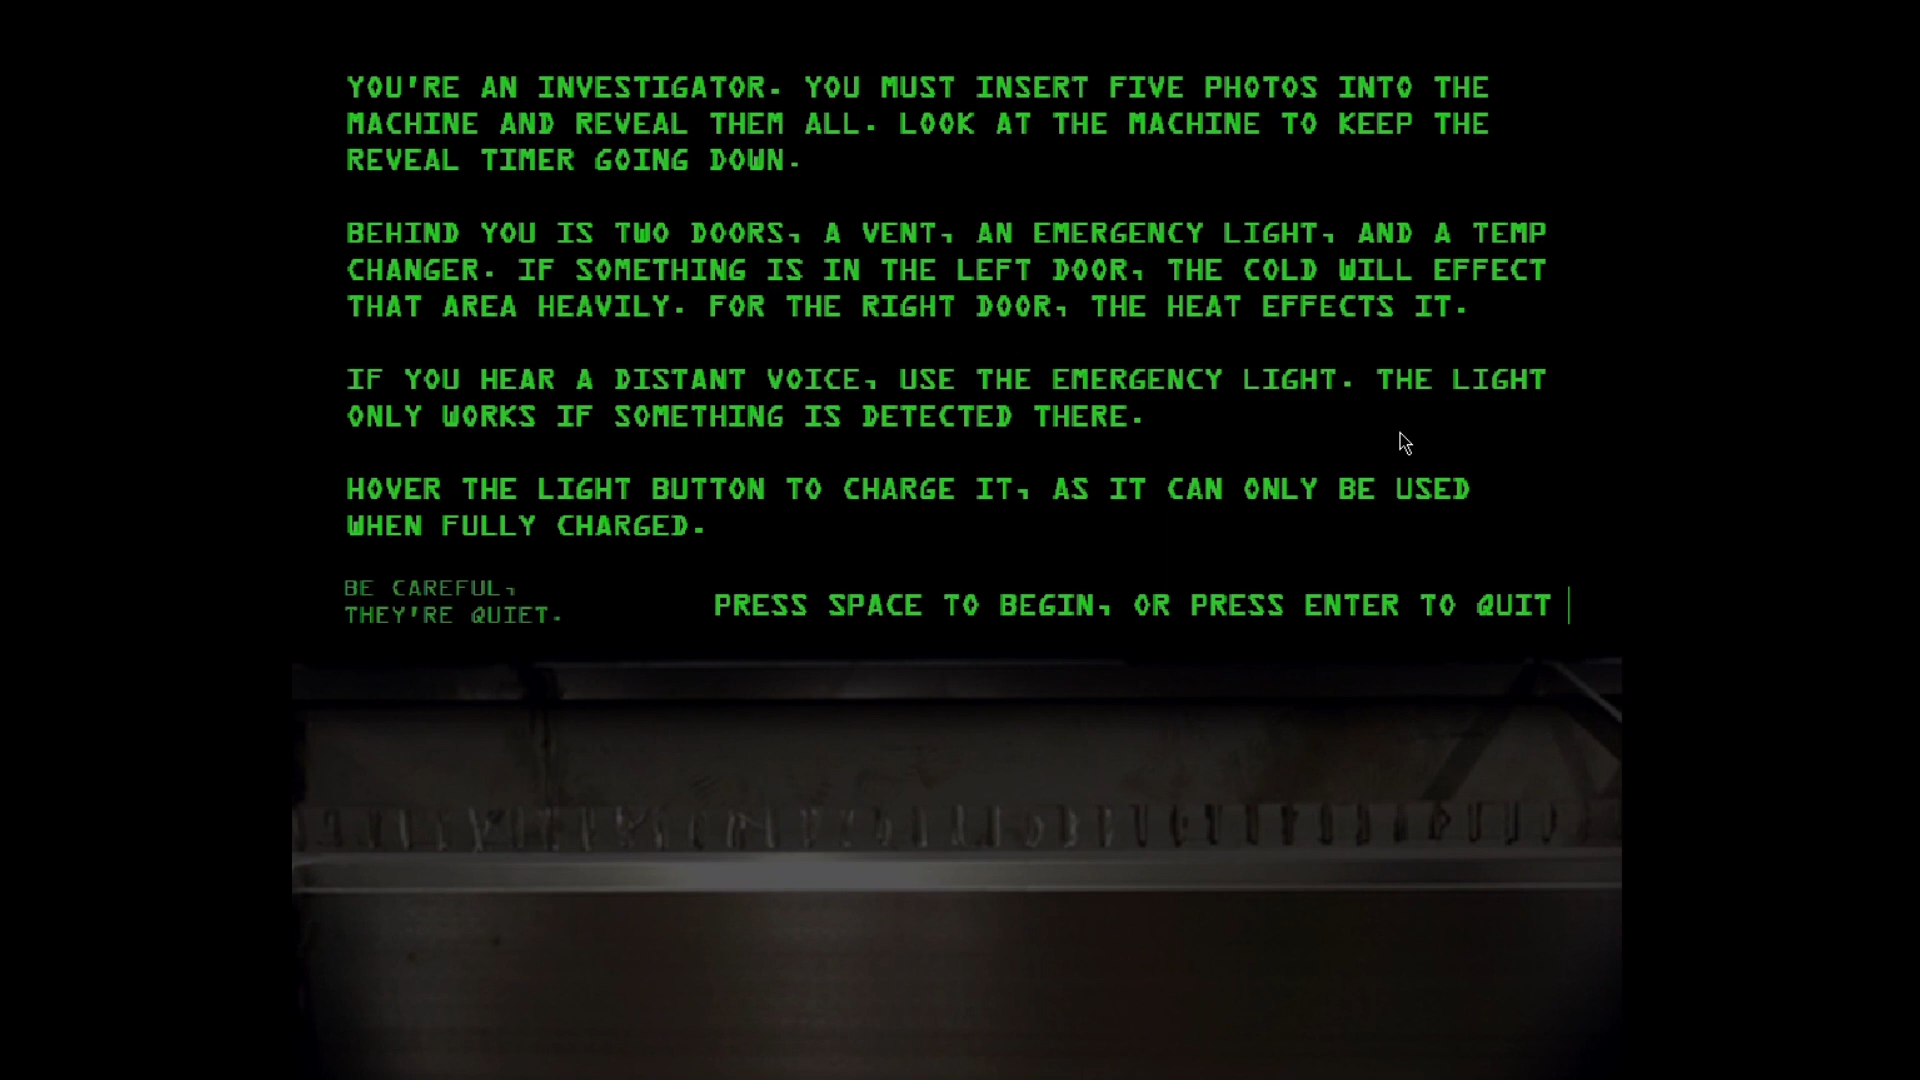 YOU'RE AN INVESTIGATOR. YOU MUST INSERT FIVE PHOTOS INTO THE
MACHINE AND REVEAL THEM ALL. LOOK AT THE MACHINE TO KEEP THE
REVEAL TIMER GOING DOWN.
BEHIND YOU IS TWO DOORS, A VENT, AN EMERGENCY LIGHT, AND A TEMP
CHANGER. IF SOMETHING IS IN THE LEFT DOOR, THE COLD WILL EFFECT
THAT AREA HEAVILY. FOR THE RIGHT DOOR, THE HEAT EFFECTS IT.
IF YOU HEAR A DISTANT VOICE, USE THE EMERGENCY LIGHT. THE LIGHT
ONLY WORKS IF SOMETHING IS DETECTED THERE.
HOVER THE LIGHT BUTTON TO CHARGE IT, AS IT CAN ONLY BE USED
WHEN FULLY CHARGED.
BE CAREFUL,
THEY'RE QUIET.
PRESS SPACE TO BEGIN, OR PRESS ENTER TO QUIT